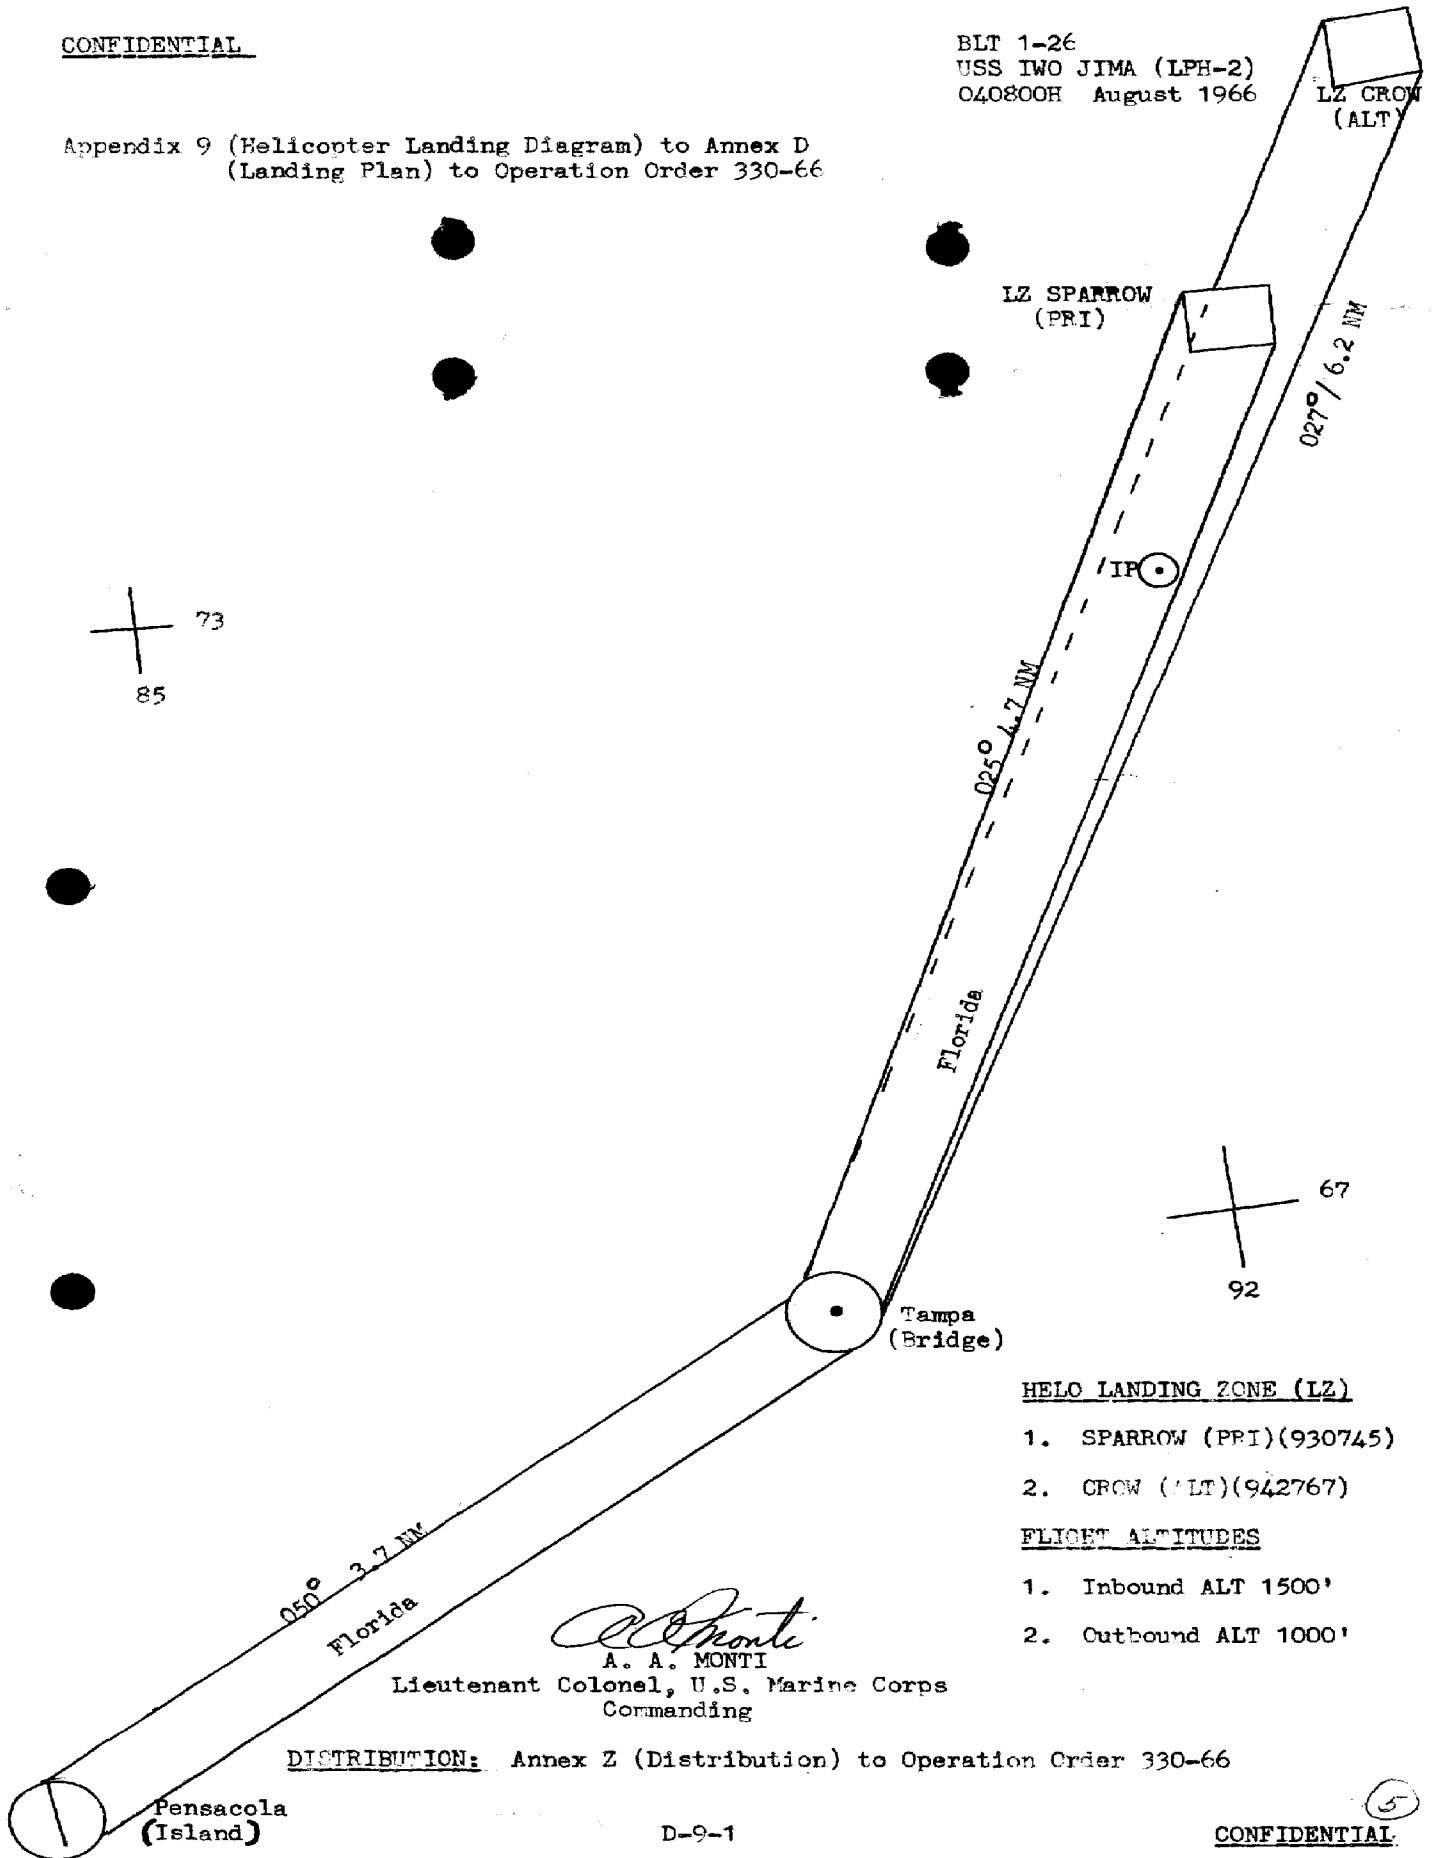 CONFIDENTIAL
BLT 1-26
USS IWO JIMA (LPH-2)
040800H August 1966
LZ CROW
(ALT)
Appendix 9 (Helicopter Landing Diagram) to Annex D
(Landing Plan) to Operation Order 330-66
LZ SPARROW
(PRI)
027°/6.2 NM
IP
73
85
025° 4.7 NM
Florida
67
92
Tampa
(Bridge)
HELO LANDING ZONE (LZ)
1. SPARROW (PRI)(930745)
2. CROW (ALT)(942767)
FLIGHT ALTITUDES
1. Inbound ALT 1500'
2. Outbound ALT 1000'
050° 3.7 NM
Florida
A. A. Monti
A. A. MONTI
Lieutenant Colonel, U.S. Marine Corps
Commanding
DISTRIBUTION: Annex Z (Distribution) to Operation Order 330-66
Pensacola
(Island)
D-9-1
5
CONFIDENTIAL